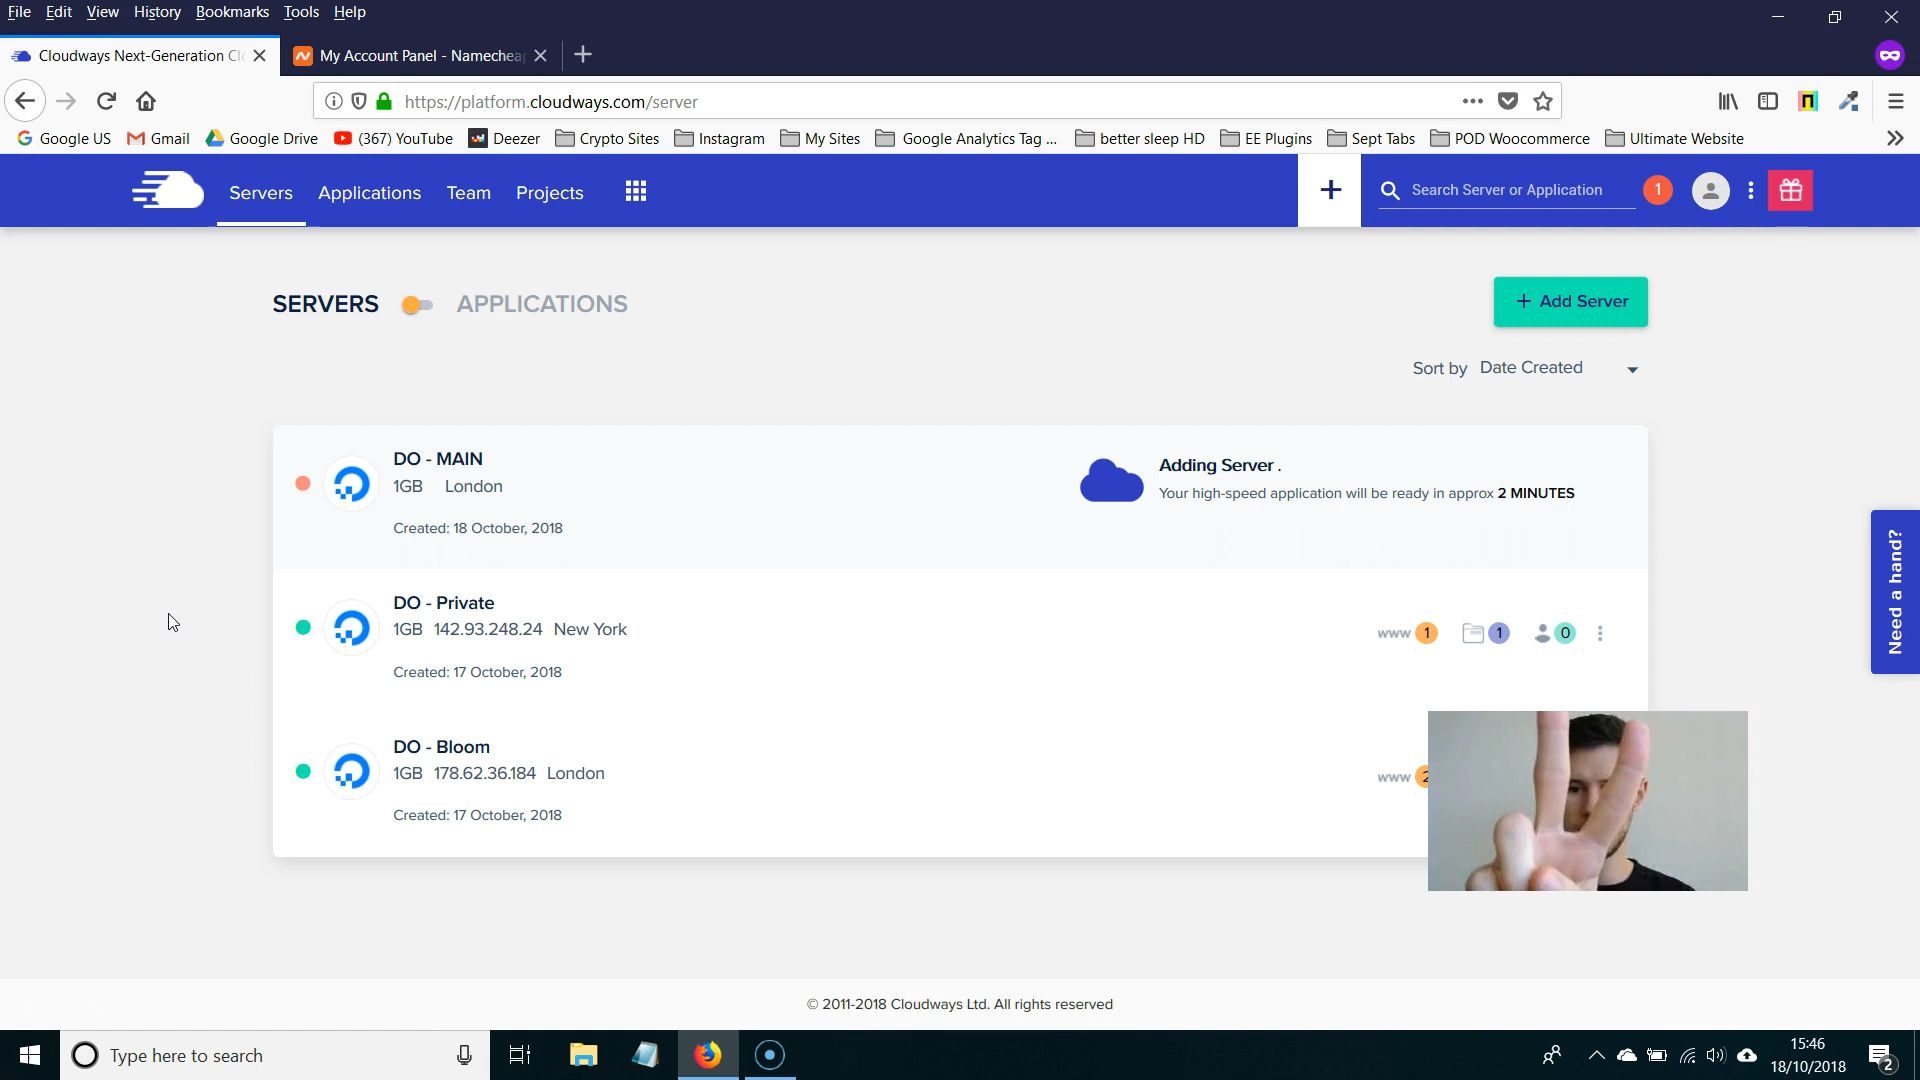 File Edit View History Bookmarks Tools Help
Cloudways Next-Generation Cl
My Account Panel - Namecheap
https://platform.cloudways.com/server
Google US Gmail Google Drive (367) YouTube Deezer Crypto Sites Instagram My Sites Google Analytics Tag ... better sleep HD EE Plugins Sept Tabs POD Woocommerce Ultimate Website
Servers Applications Team Projects
+ Search Server or Application 1
SERVERS APPLICATIONS
+ Add Server
Sort by Date Created
DO - MAIN
1GB London
Created: 18 October, 2018
Adding Server .
Your high-speed application will be ready in approx 2 MINUTES
DO - Private
1GB 142.93.248.24 New York
Created: 17 October, 2018
www 1 1 0
DO - Bloom
1GB 178.62.36.184 London
Created: 17 October, 2018
www 2
Need a hand?
© 2011-2018 Cloudways Ltd. All rights reserved
Type here to search
15:46
18/10/2018
2